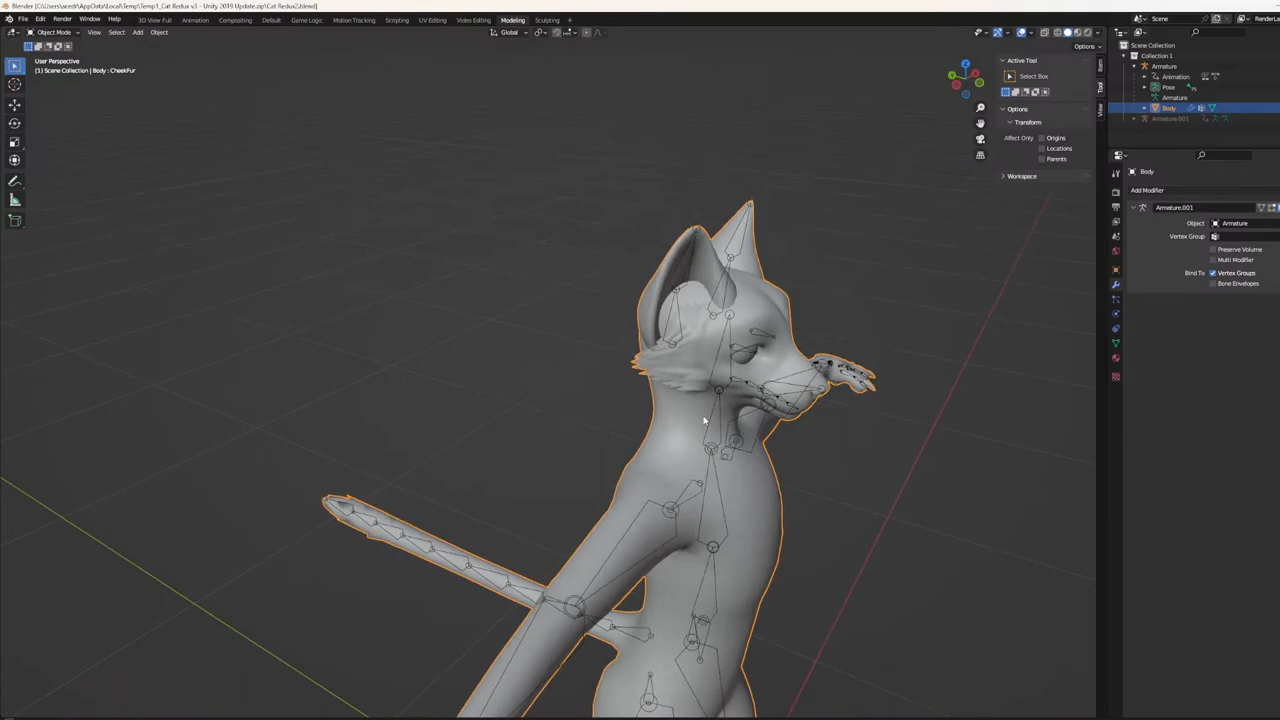 Blender [C:\Users\acedr\AppData\Local\Temp\Temp1_Cat Redux v3 - Unity 2019 Update.zip\Cat Redux2.blend]
File Edit Render Window Help 3D View Full Animation Compositing Default Game Logic Motion Tracking Scripting UV Editing Video Editing Modeling Sculpting Scene RenderLa
Object Mode View Select Add Object Global
Options
User Perspective
(1) Scene Collection | Body : CheekFur
Active Tool
Select Box
Options
Transform
Affect Only Origins
Locations
Parents
Workspace
Item
Tool
View
Scene Collection
Collection 1
Armature
Animation
Pose
Armature
Body
Armature.001
Body
Add Modifier
Armature.001
Object Armature
Vertex Group
Preserve Volume
Multi Modifier
Bind To Vertex Groups
Bone Envelopes